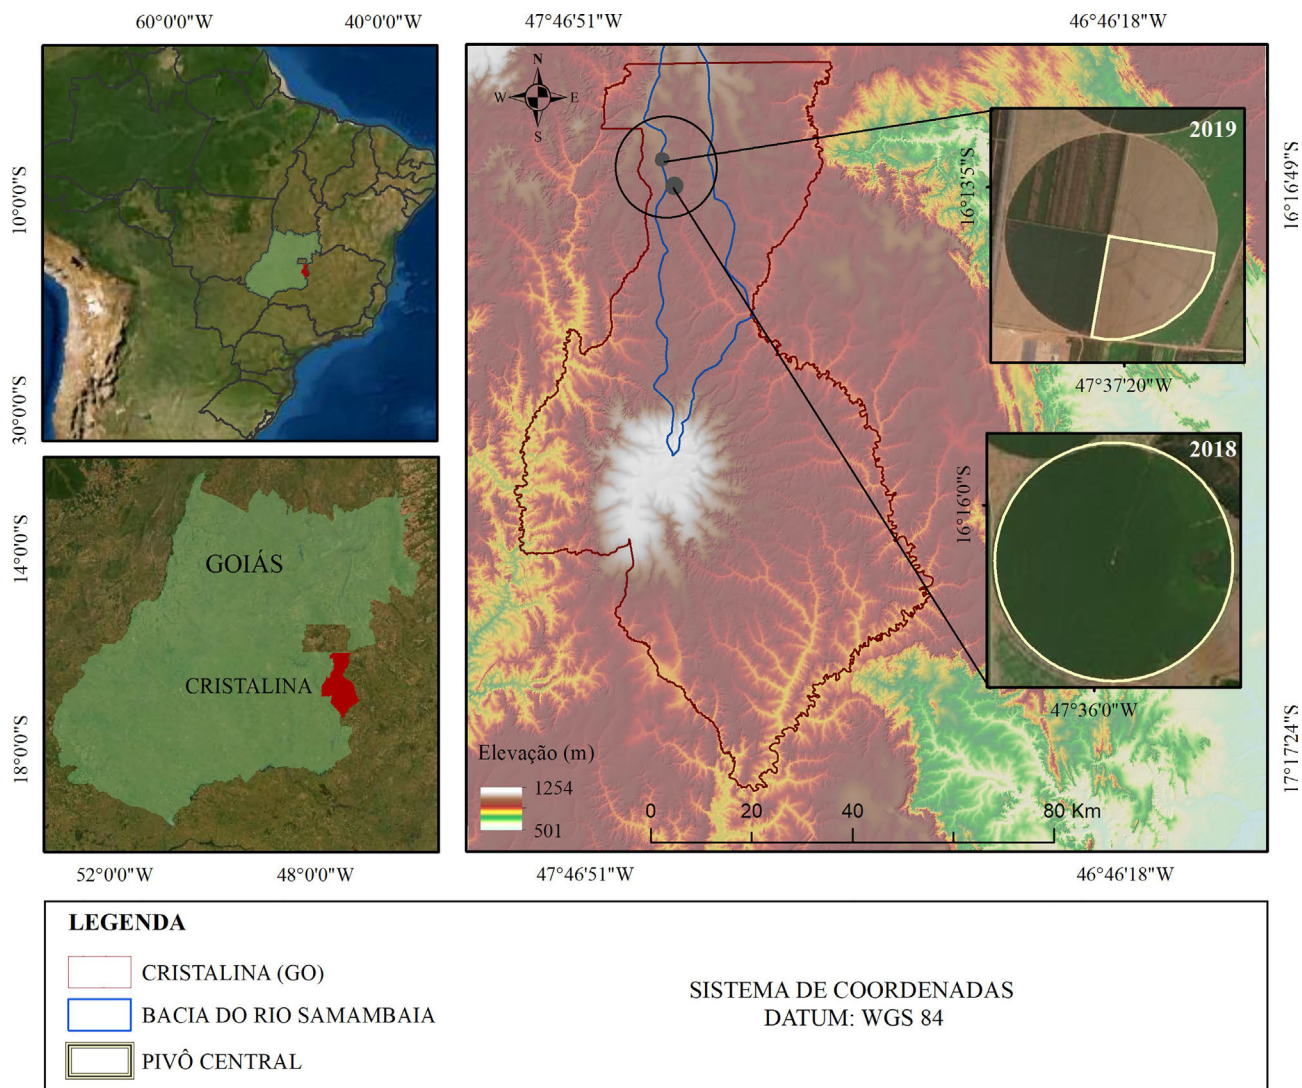 60°0'0"W
40°0'0"W
47°46'51"W
46°46'18"W
10°0'0"S
30°0'0"S
N
W
E
S
2019
16°13'5"S
16°16'49"S
47°37'20"W
2018
16°16'0"S
47°36'0"W
17°17'24"S
14°0'0"S
18°0'0"S
GOIÁS
CRISTALINA
Elevação (m)
1254
501
0
20
40
80 Km
52°0'0"W
48°0'0"W
47°46'51"W
46°46'18"W
LEGENDA
CRISTALINA (GO)
BACIA DO RIO SAMAMBAIA
PIVÔ CENTRAL
SISTEMA DE COORDENADAS
DATUM: WGS 84